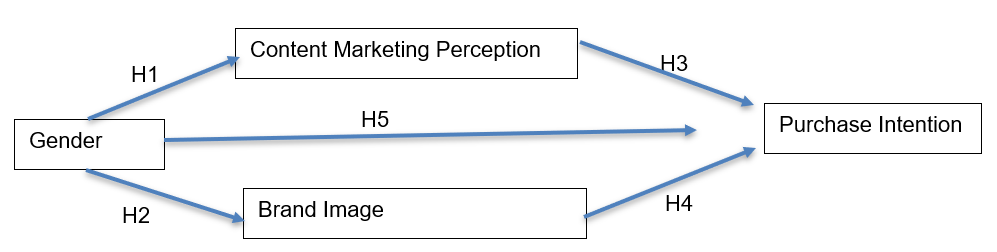 Content Marketing Perception
H1
H3
H5
Gender
Purchase Intention
H2
Brand Image
H4